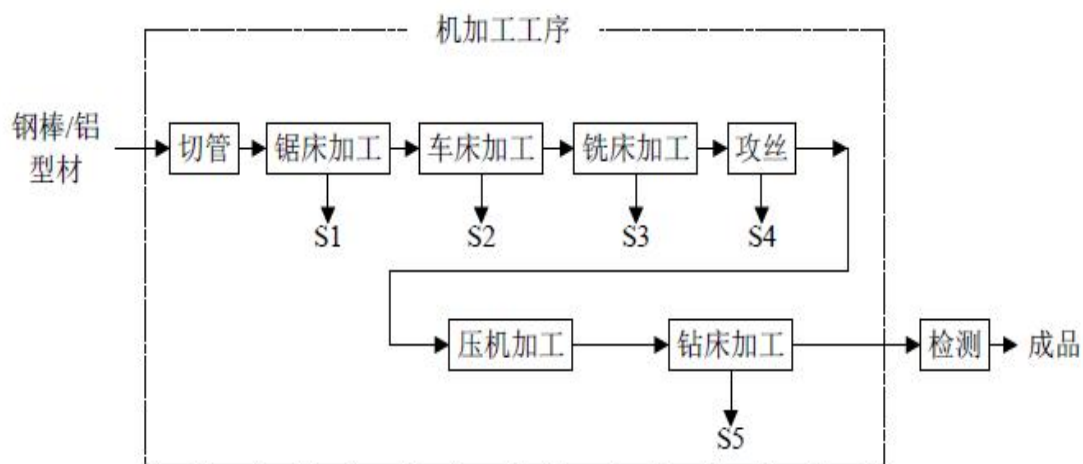 机加工工序
钢棒/铝
型材
切管
锯床加工
车床加工
铣床加工
攻丝
S1
S2
S3
S4
压机加工
钻床加工
检测
成品
S5